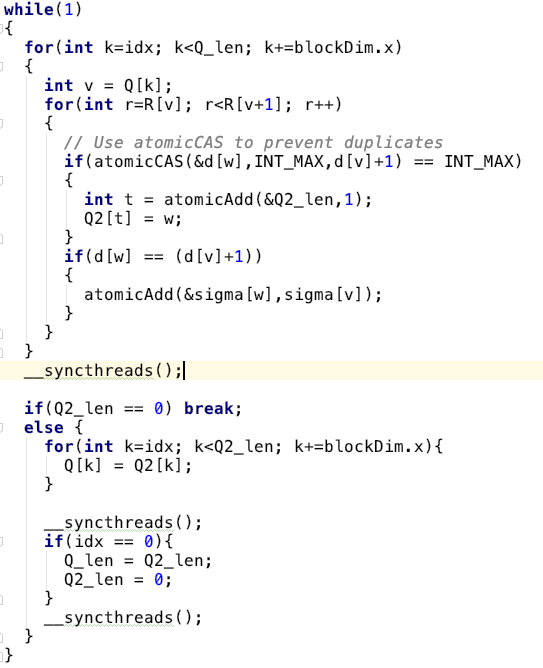 while(1)
{
for(int k=idx; k<Q_len; k+=blockDim.x)
{
int v = Q[k];
for(int r=R[v]; r<R[v+1]; r++)
{
// Use atomicCAS to prevent duplicates
if(atomicCAS(&d[w],INT_MAX,d[v]+1) == INT_MAX)
{
int t = atomicAdd(&Q2_len,1);
Q2[t] = w;
}
if(d[w] == (d[v]+1))
{
atomicAdd(&sigma[w],sigma[v]);
}
}
}
__syncthreads();
if(Q2_len == 0) break;
else {
for(int k=idx; k<Q2_len; k+=blockDim.x){
Q[k] = Q2[k];
}
__syncthreads();
if(idx == 0){
Q_len = Q2_len;
Q2_len = 0;
}
__syncthreads();
}
}